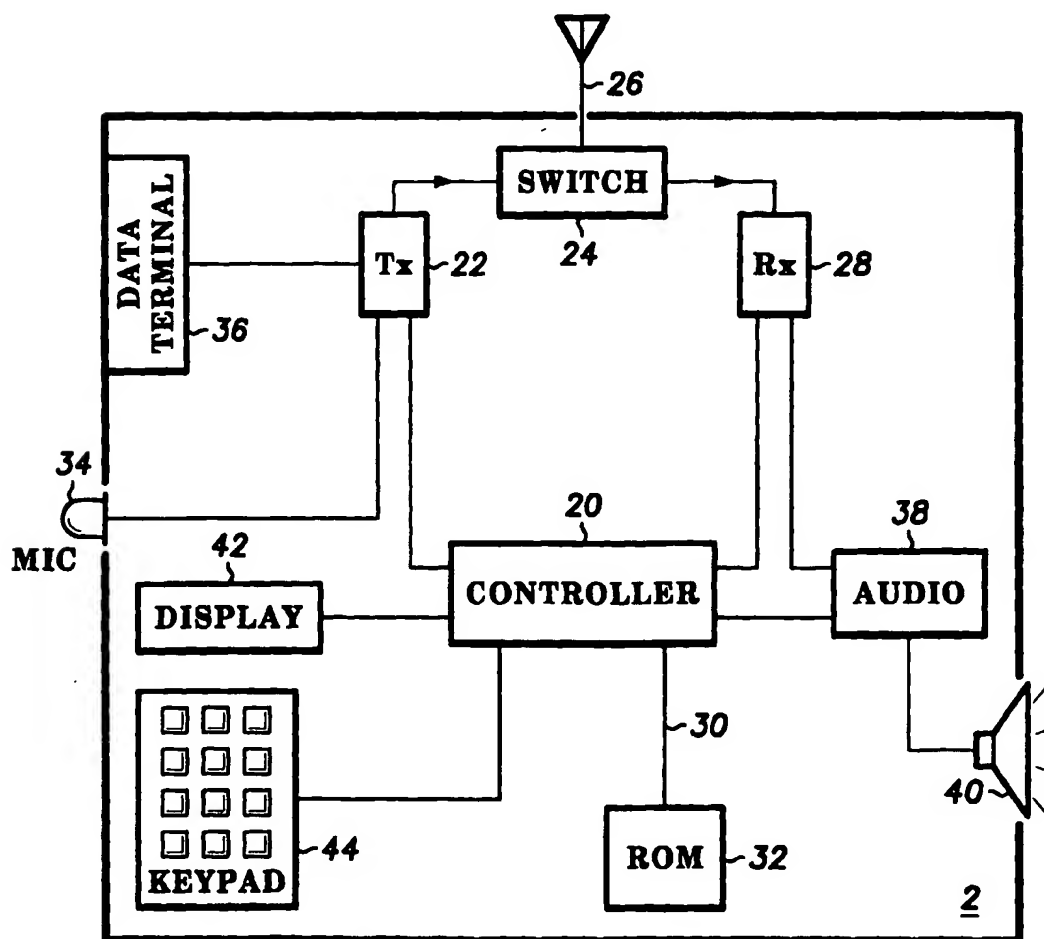 26
SWITCH
24
DATA
TERMINAL
36
Tx
22
Rx
28
34
MIC
20
CONTROLLER
38
AUDIO
42
DISPLAY
30
40
KEYPAD
44
ROM
32
2